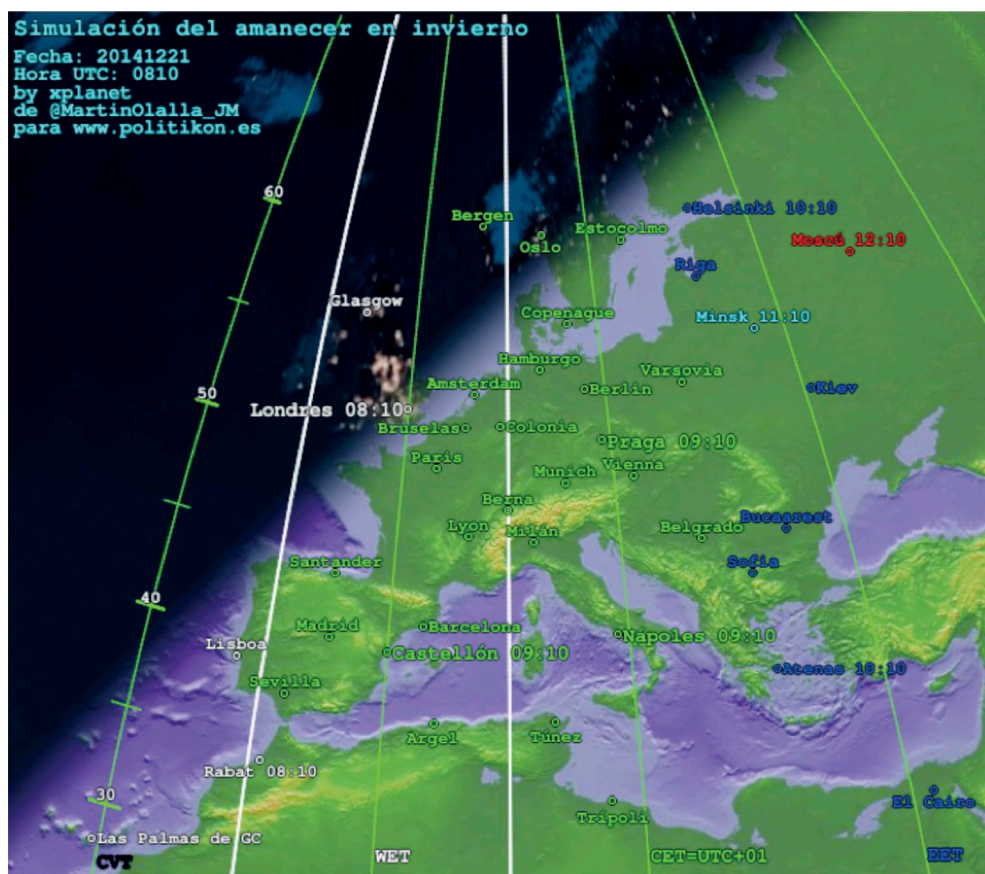 Simulación del amanecer en invierno
Fecha: 20141221
Hora UTC: 0810
by xplanet
de @MartinOlalla_JM
para www.politikon.es
60
Bergen
Oslo
Estocolmo
Helsinki 10:10
Moscú 12:10
Riga
Glasgow
Copenague
Minsk 11:10
Hamburgo
50
Amsterdam
Berlin
Varsovia
Kiev
Londres 08:10
Bruselas
Colonia
Praga 09:10
Paris
Munich
Vienna
Berna
Lyon
Milán
Belgrado
Bucaarest
Santander
Sofia
40
Madrid
Barcelona
Nápoles 09:10
Lisboa
Castellón 09:10
Atenas 10:10
Sevilla
Argel
Túnez
Rabat 08:10
30
Trípoli
El Cairo
Las Palmas de GC
CVT
WET
CET=UTC+01
EET